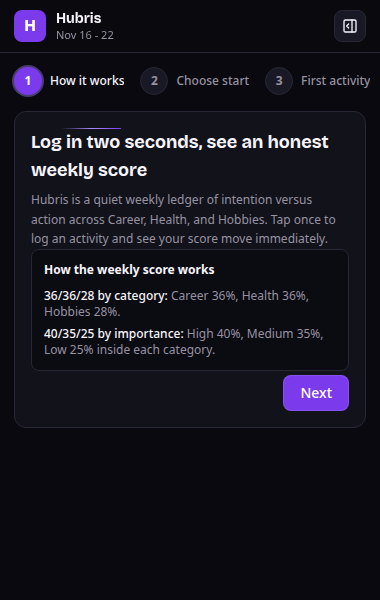 H
Hubris
Nov 16 - 22
1 How it works 2 Choose start 3 First activity
Log in two seconds, see an honest
weekly score
Hubris is a quiet weekly ledger of intention versus
action across Career, Health, and Hobbies. Tap once to
log an activity and see your score move immediately.
How the weekly score works
36/36/28 by category: Career 36%, Health 36%,
Hobbies 28%.
40/35/25 by importance: High 40%, Medium 35%,
Low 25% inside each category.
Next